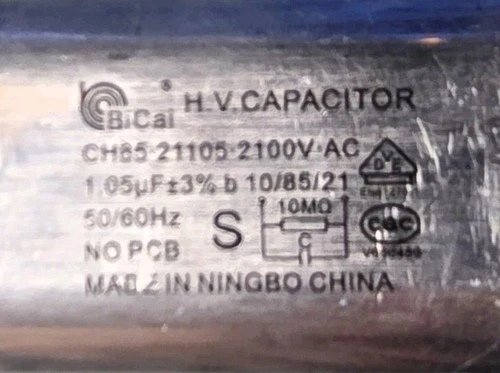 BiCai ® H.V.CAPACITOR
CH85-21105-2100V·AC
1.05μF±3% b 10/85/21
50/60Hz
NO PCB
S
10MΩ
C
DVE
CQC
MADE IN NINGBO CHINA